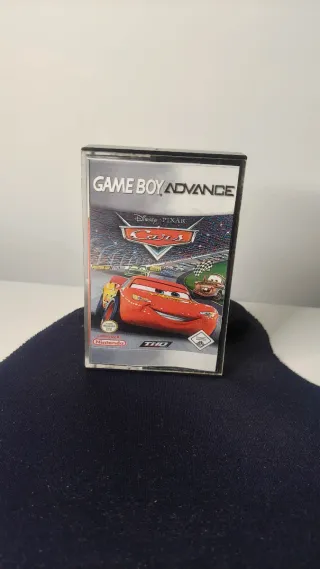 GAME BOY ADVANCE
Disney · PIXAR
Cars
Nintendo
THQ